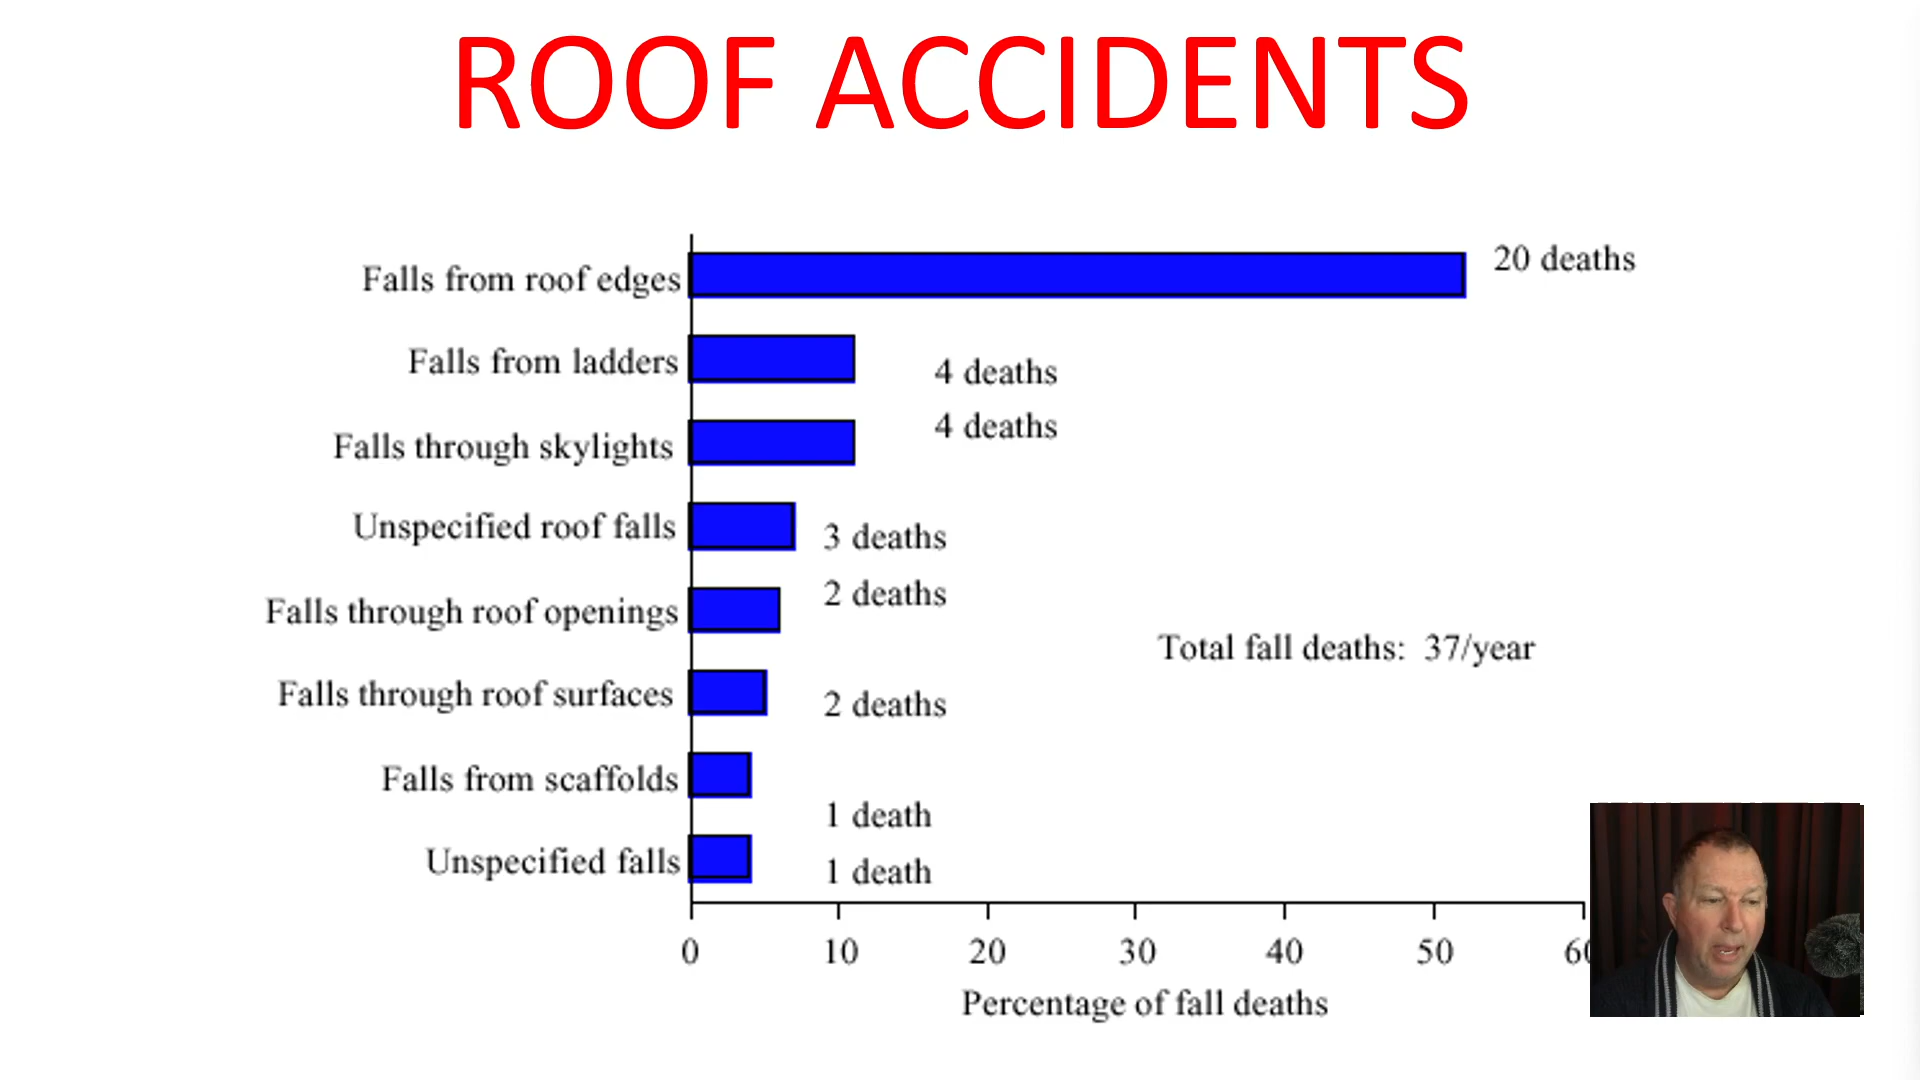 ROOF ACCIDENTS
Falls from roof edges
20 deaths
Falls from ladders
4 deaths
Falls through skylights
4 deaths
Unspecified roof falls
3 deaths
Falls through roof openings
2 deaths
Total fall deaths: 37/year
Falls through roof surfaces
2 deaths
Falls from scaffolds
1 death
Unspecified falls
1 death
0 10 20 30 40 50 60
Percentage of fall deaths